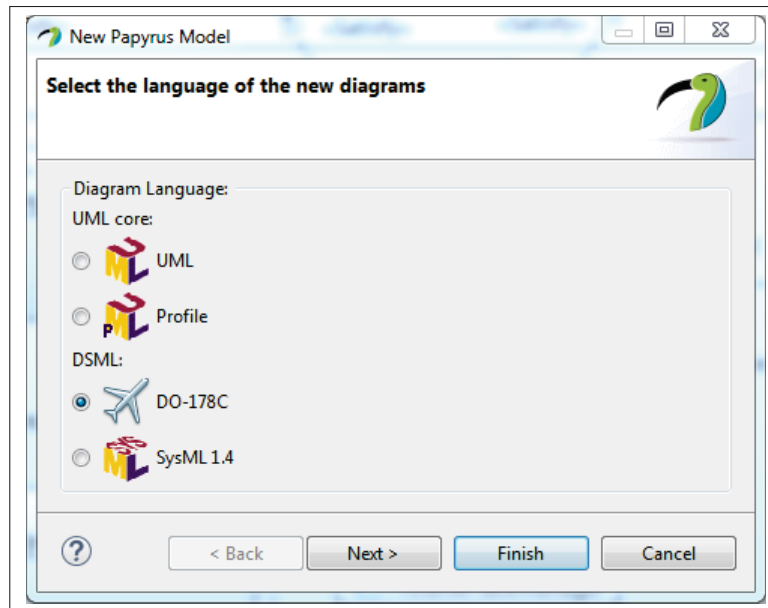 New Papyrus Model
Select the language of the new diagrams
Diagram Language:
UML core:
UML
Profile
DSML:
DO-178C
SysML 1.4
?
< Back
Next >
Finish
Cancel